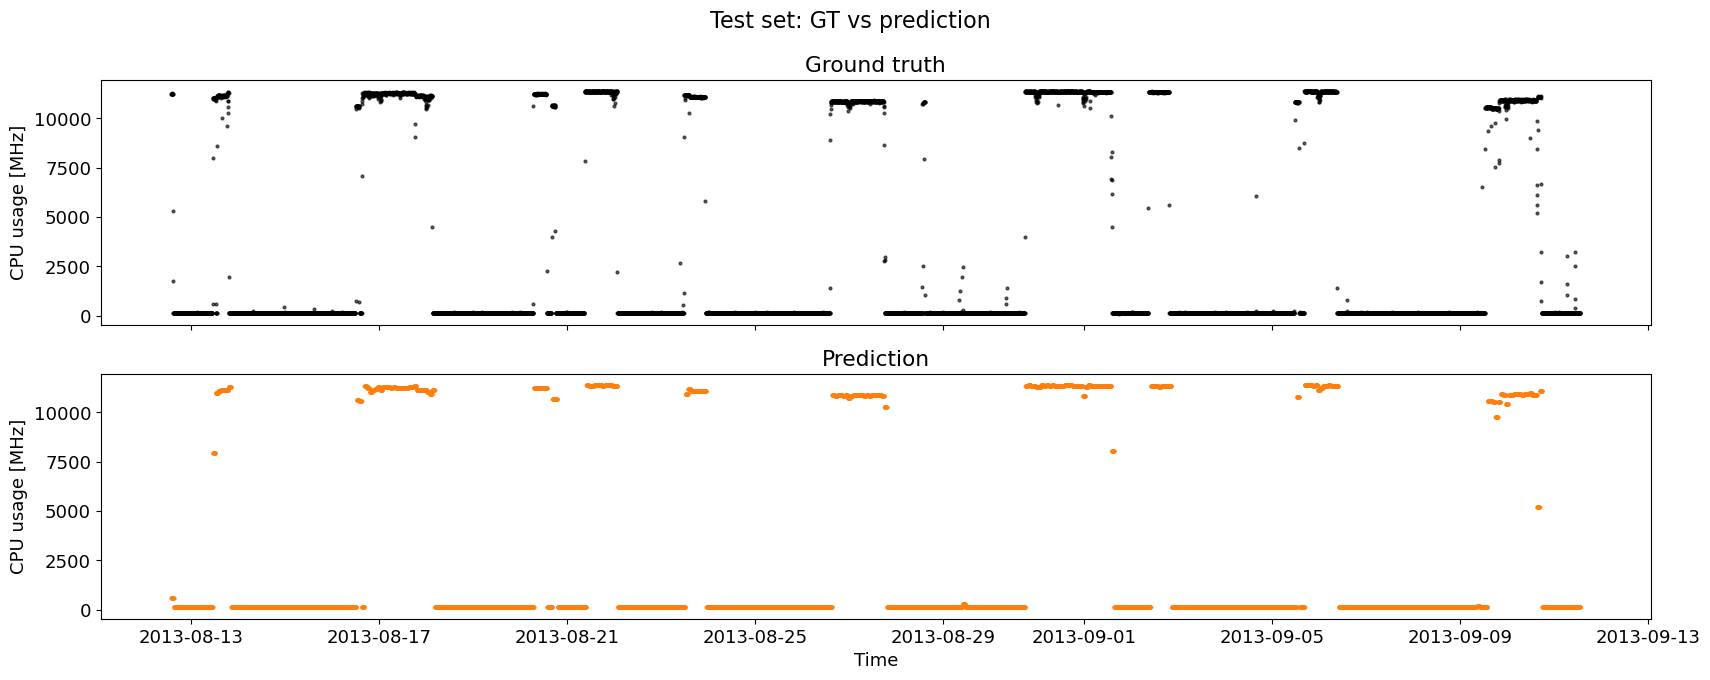 Test set: GT vs prediction
Ground truth
CPU usage [MHz]
10000
7500
5000
2500
0
Prediction
CPU usage [MHz]
10000
7500
5000
2500
0
2013-08-13 2013-08-17 2013-08-21 2013-08-25 2013-08-29 2013-09-01 2013-09-05 2013-09-09 2013-09-13
Time